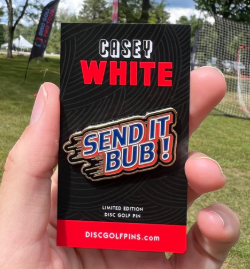 CASEY
WHITE
SEND IT
BUB!
LIMITED EDITION
DISC GOLF PIN
DISCGOLFPINS.com